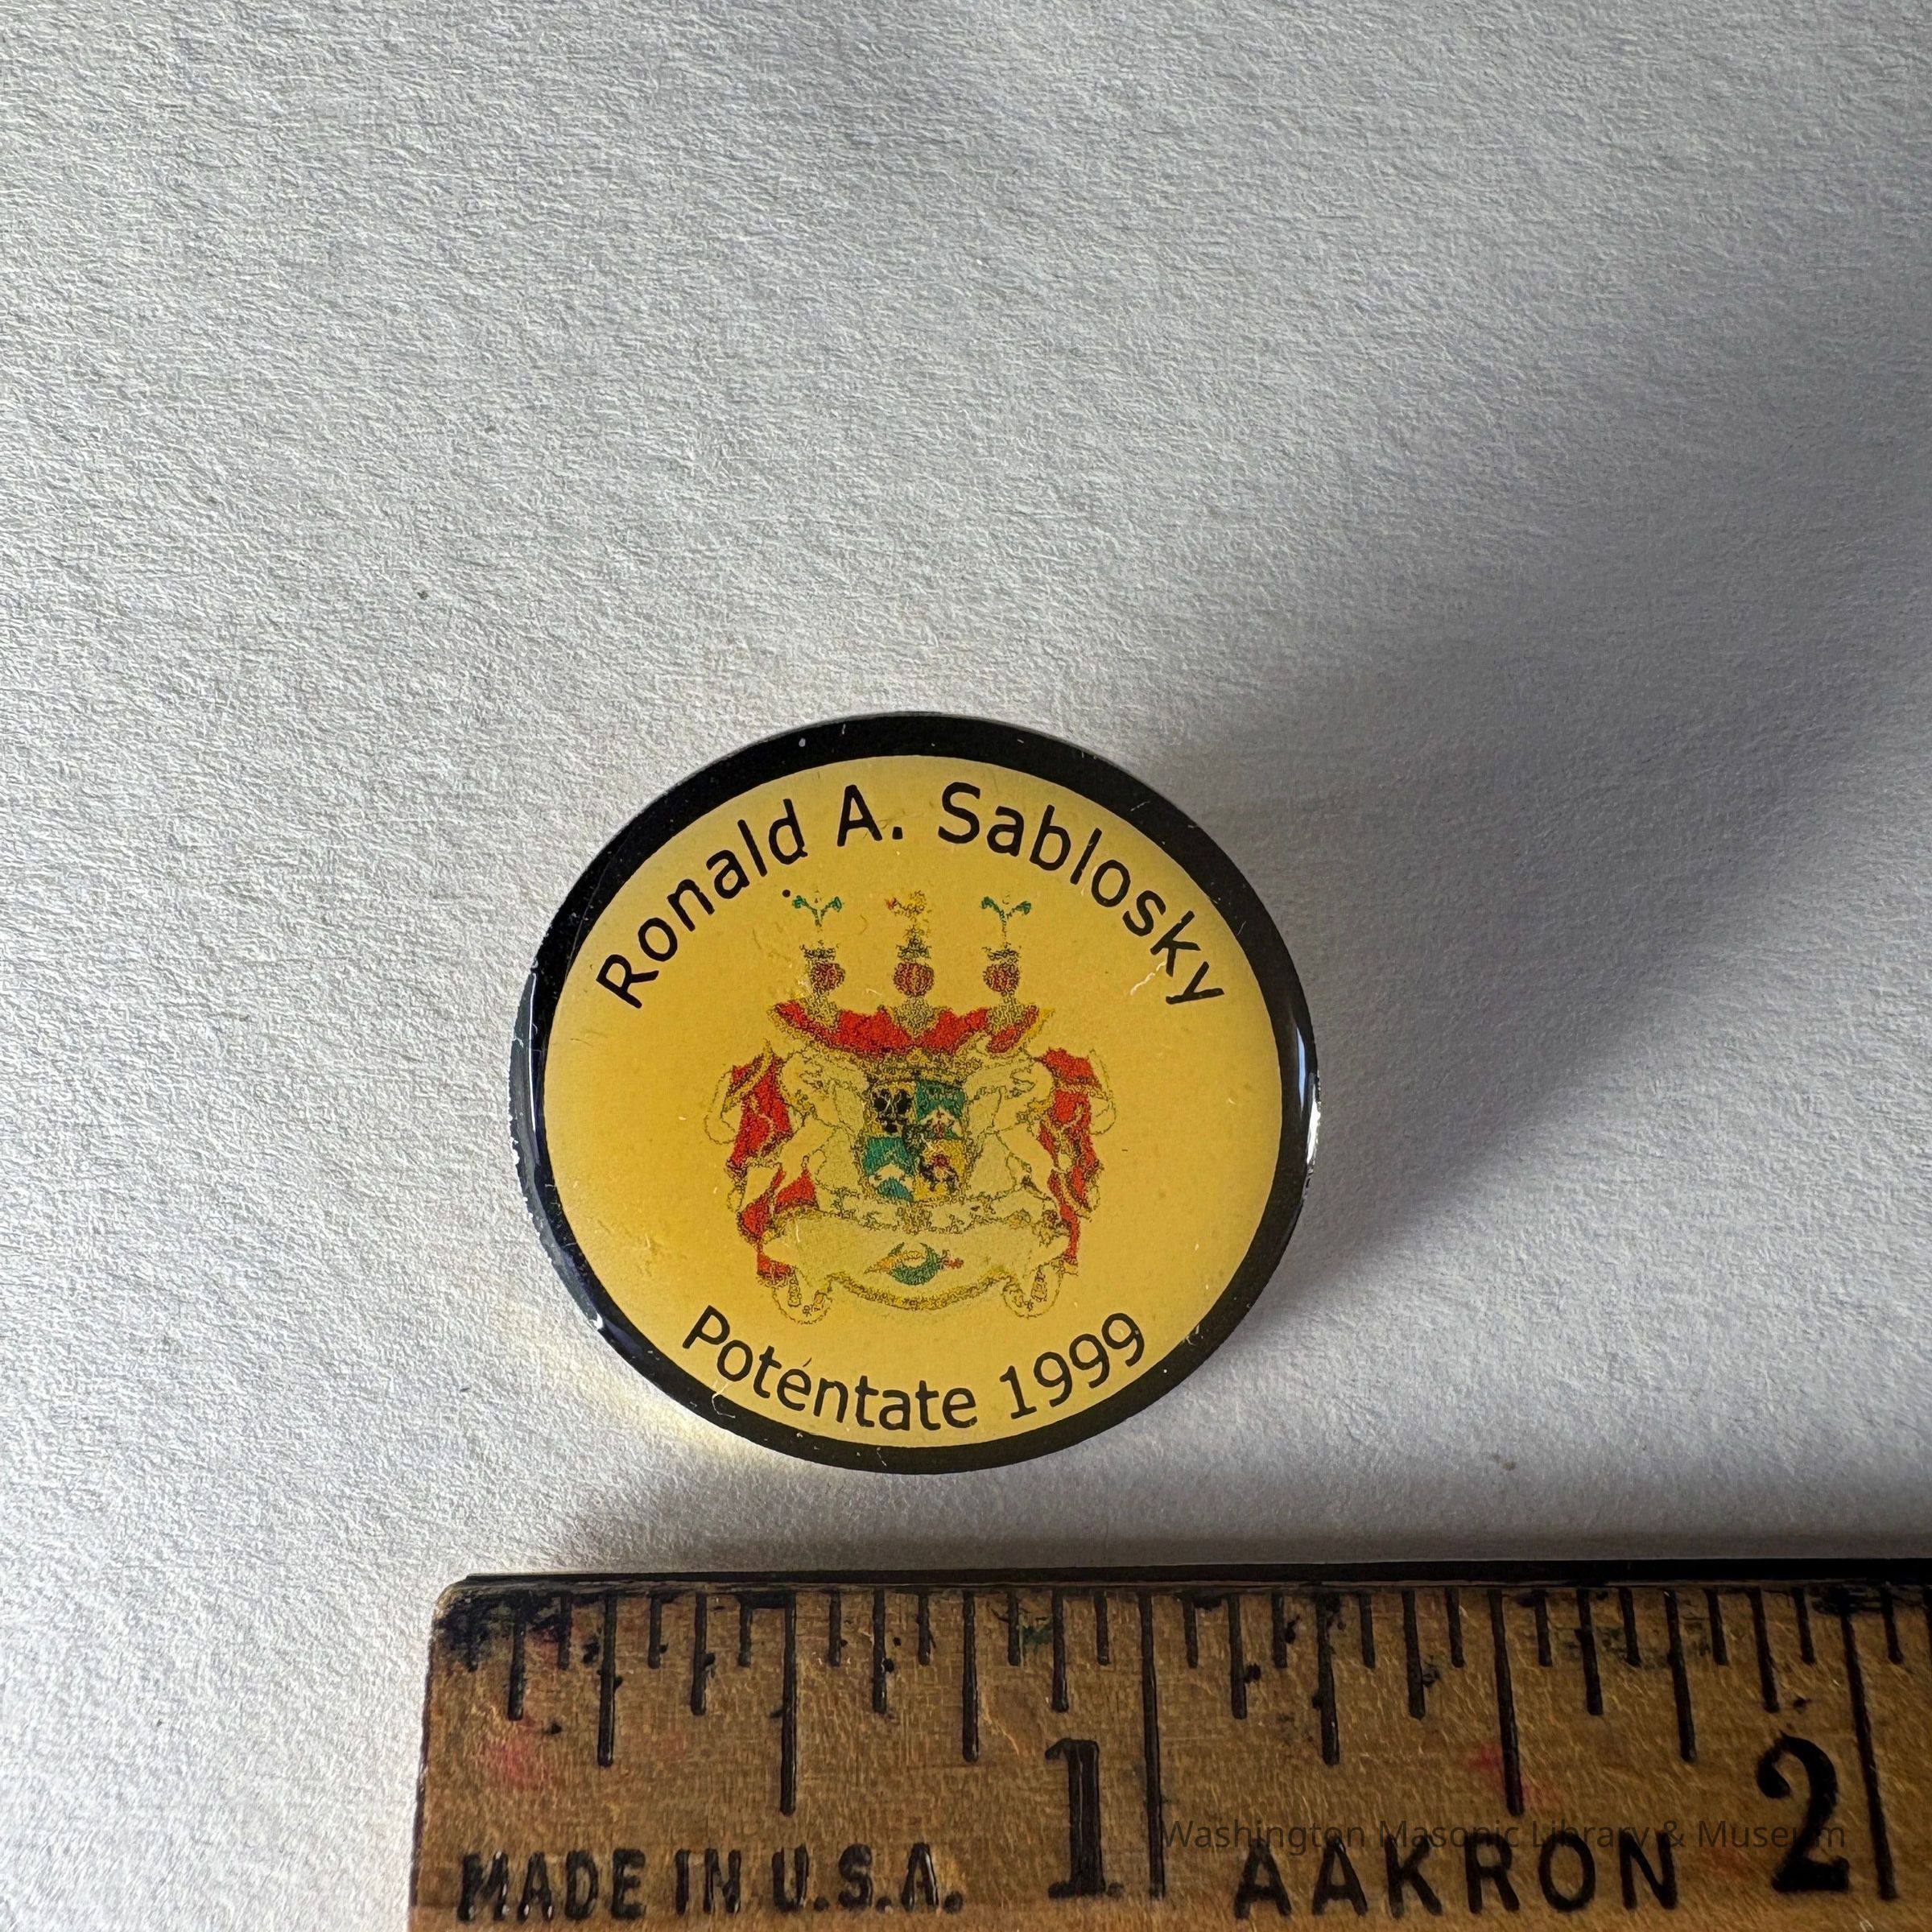 Ronald A. Sablosky
Potentate 1999
1 2
Washington Masonic Library & Museum
MADE IN U.S.A. AAKRON